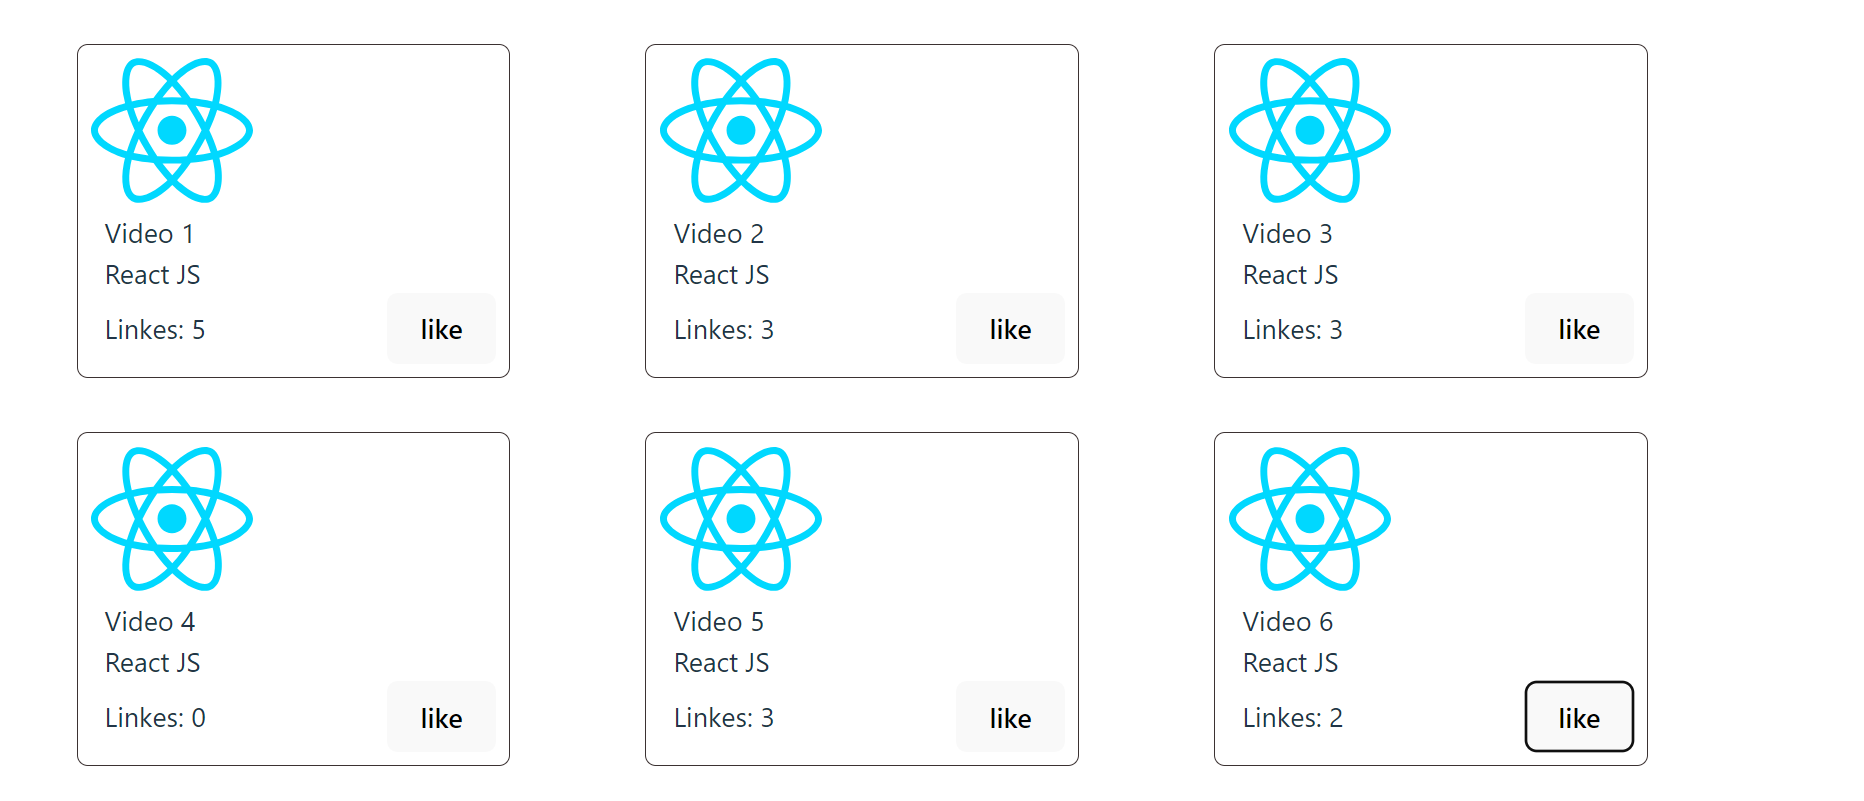 Video 1
React JS
Linkes: 5
like
Video 2
React JS
Linkes: 3
like
Video 3
React JS
Linkes: 3
like
Video 4
React JS
Linkes: 0
like
Video 5
React JS
Linkes: 3
like
Video 6
React JS
Linkes: 2
like